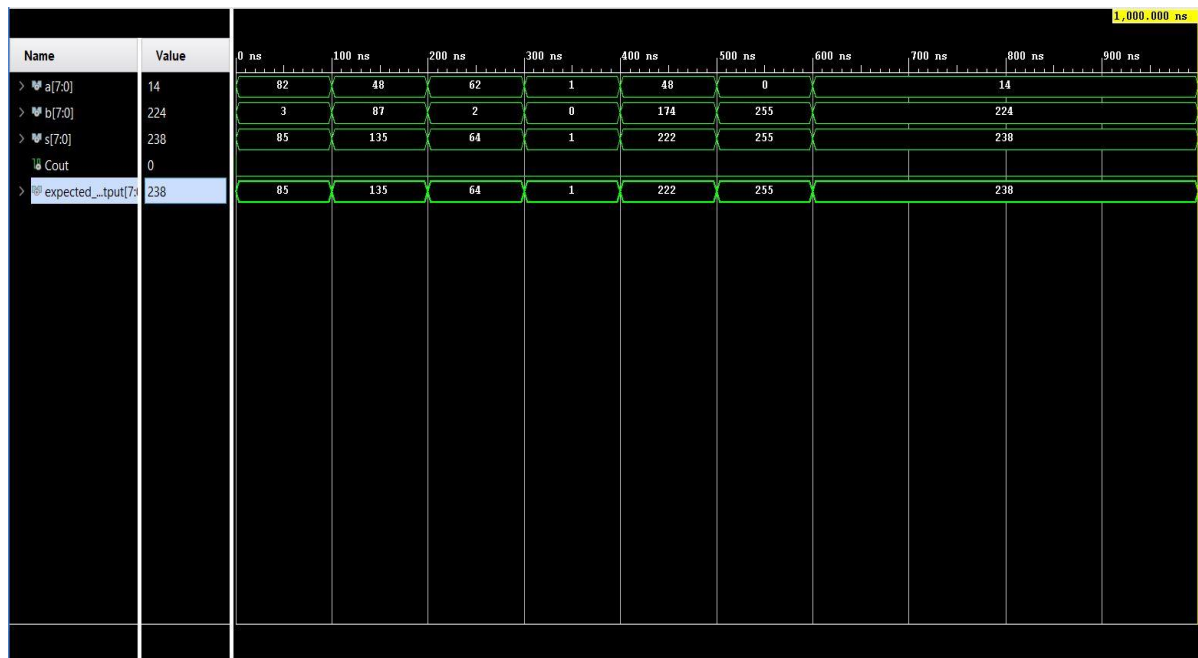 1,000.000 ns
Name Value 0 ns 100 ns 200 ns 300 ns 400 ns 500 ns 600 ns 700 ns 800 ns 900 ns
> a[7:0] 14 82 48 62 1 48 0 14
> b[7:0] 224 3 87 2 0 174 255 224
> s[7:0] 238 85 135 64 1 222 255 238
Cout 0
> expected_...tput[7:( 238 85 135 64 1 222 255 238